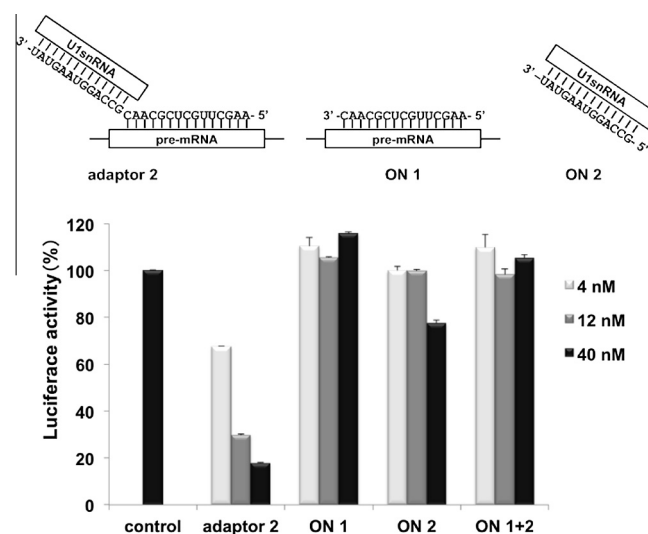 U1snRNA
3' -UAUGAAUGGACCG
CAACGCUCGUUCGAA- 5'
pre-mRNA
adaptor 2
3' -CAACGCUCGUUCGAA- 5'
pre-mRNA
ON 1
U1snRNA
3' -UAUGAAUGGACCG- 5'
ON 2
Luciferace activity (%)
120
100
80
60
40
20
0
control
adaptor 2
ON 1
ON 2
ON 1+2
4 nM
12 nM
40 nM